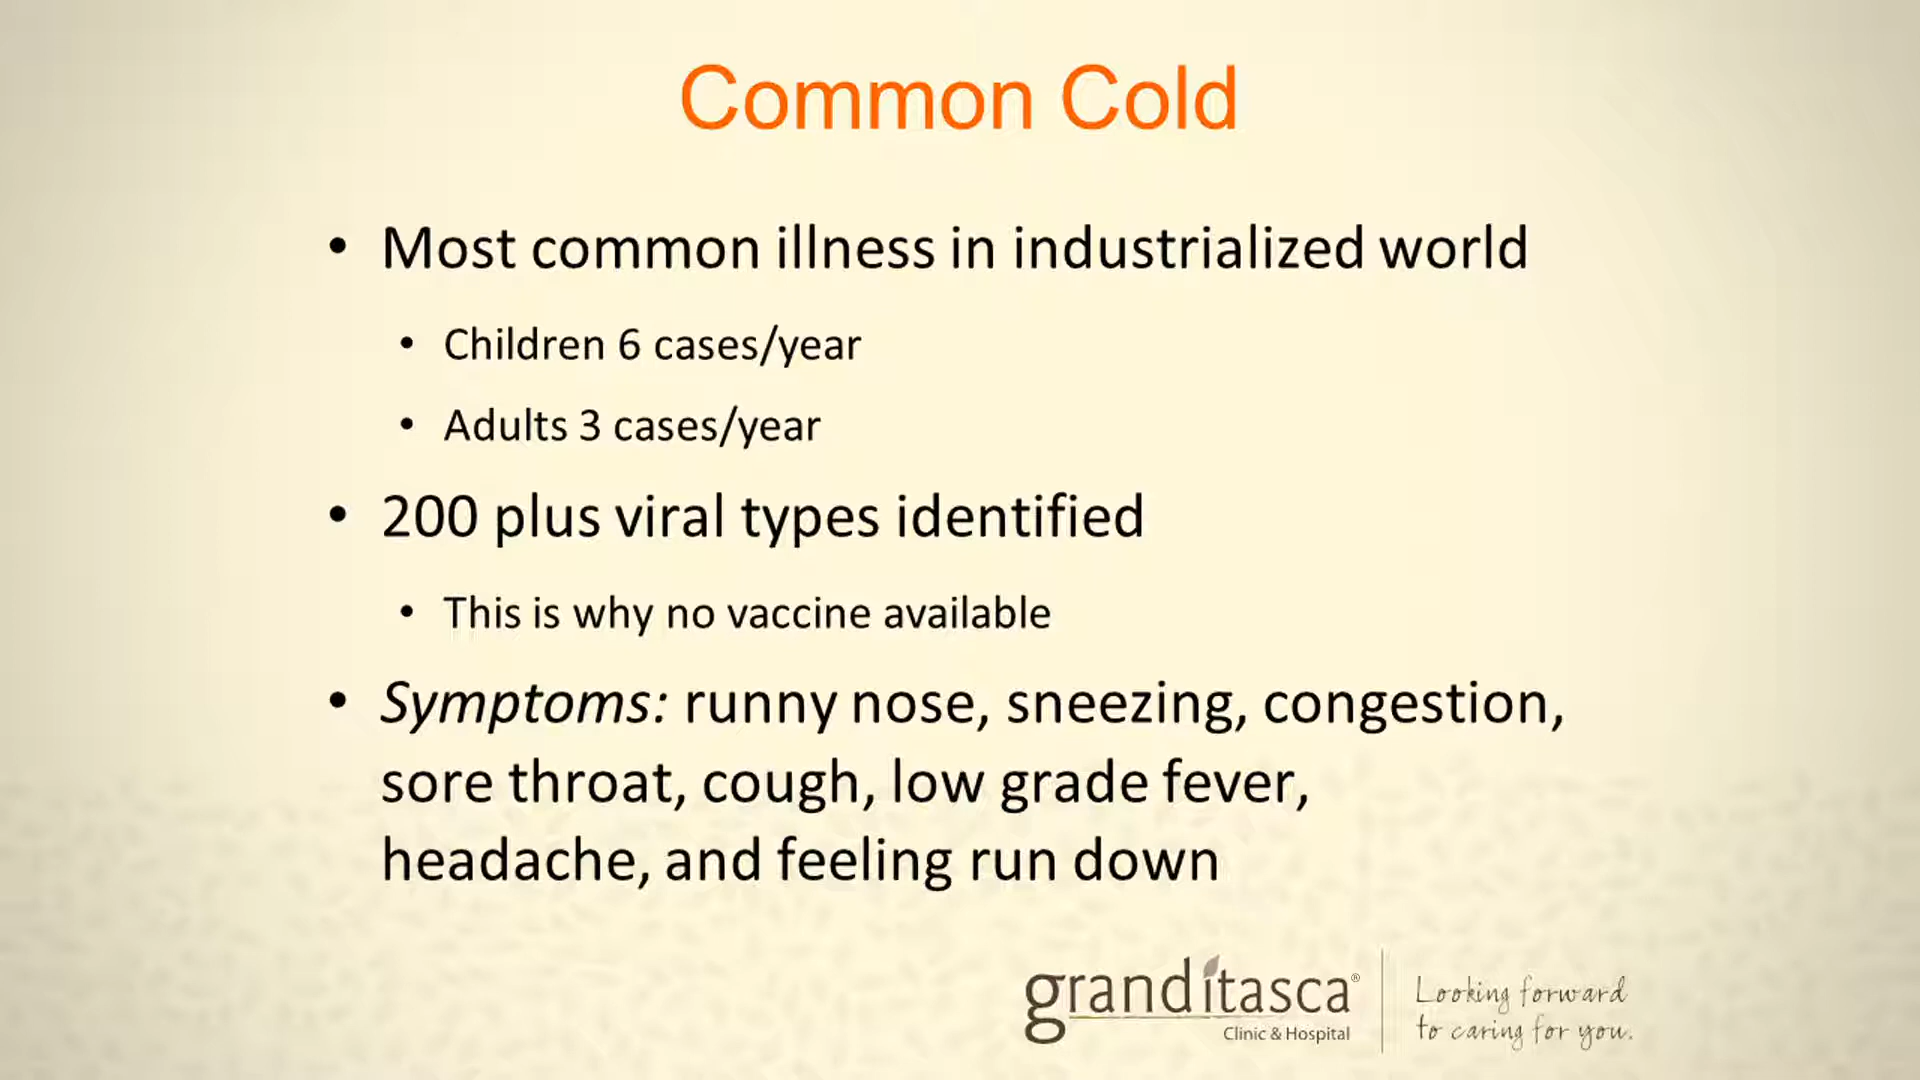 Common Cold
• Most common illness in industrialized world
• Children 6 cases/year
• Adults 3 cases/year
• 200 plus viral types identified
• This is why no vaccine available
• Symptoms: runny nose, sneezing, congestion,
sore throat, cough, low grade fever,
headache, and feeling run down
granditasca®
Clinic & Hospital
Looking forward
to caring for you.